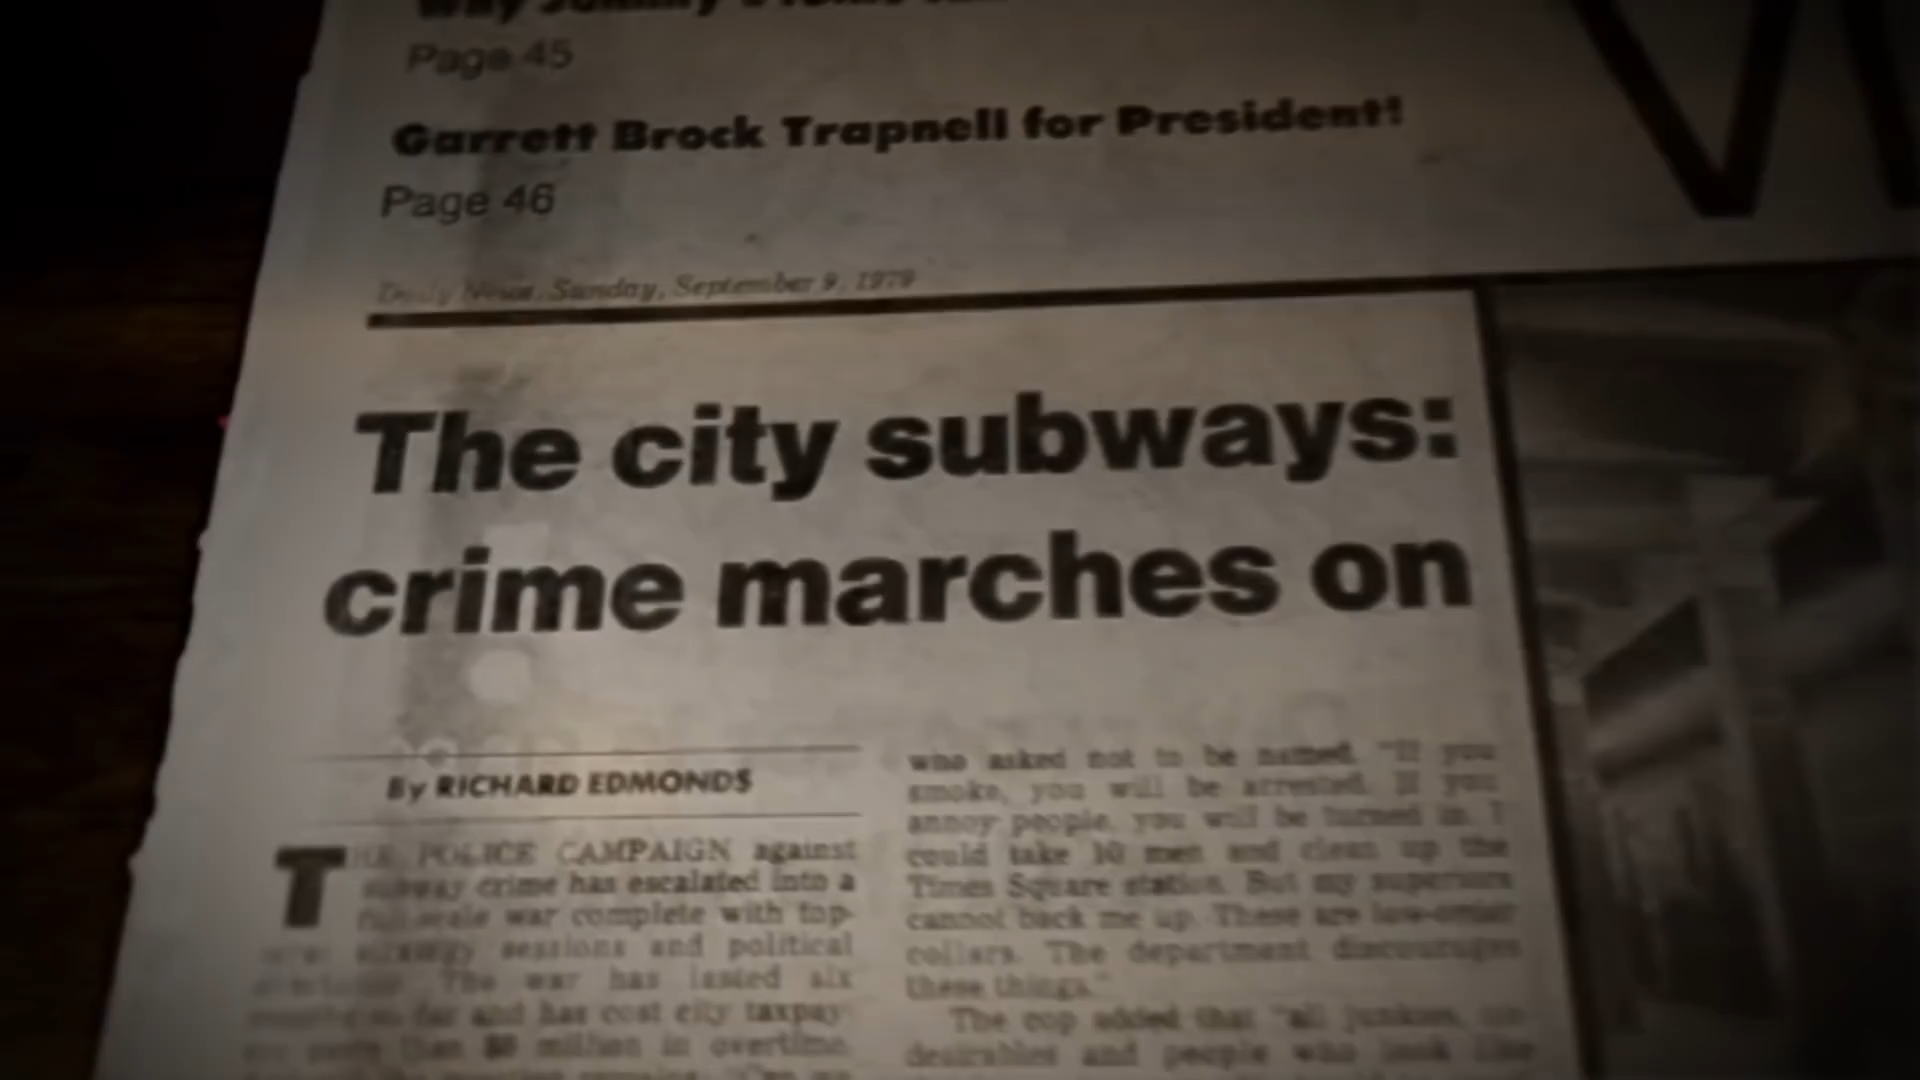 Page 45
Garrett Brock Trapnell for President!
Page 46
Daily News, Sunday, September 9, 1979
The city subways:
crime marches on
By RICHARD EDMONDS
THE POLICE CAMPAIGN against
subway crime has escalated into a
full-scale war complete with top-
strategy sessions and political
The war has lasted six
far and has cost city taxpay-
more than $8 million in overtime
who asked not to be named. "If you
smoke, you will be arrested. If you
annoy people, you will be turned in. I
could take 10 men and clean up the
Times Square station. But my superiors
cannot back me up. These are low-order
collars. The department discourages
these things."
The cop added that "all junkies, un-
desirables and people who look like